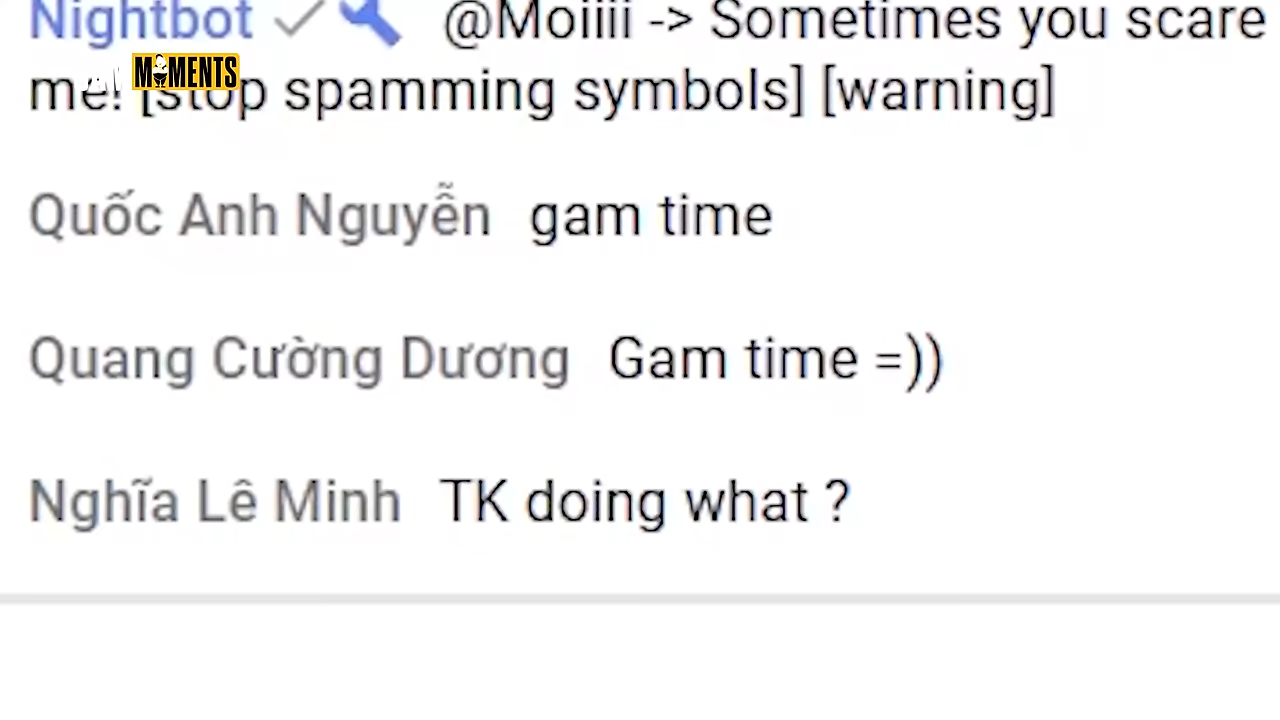 Nightbot @Moiiii -> Sometimes you scare
me! [stop spamming symbols] [warning]
MOMENTS
Quốc Anh Nguyễn gam time
Quang Cường Dương Gam time =))
Nghĩa Lê Minh TK doing what ?